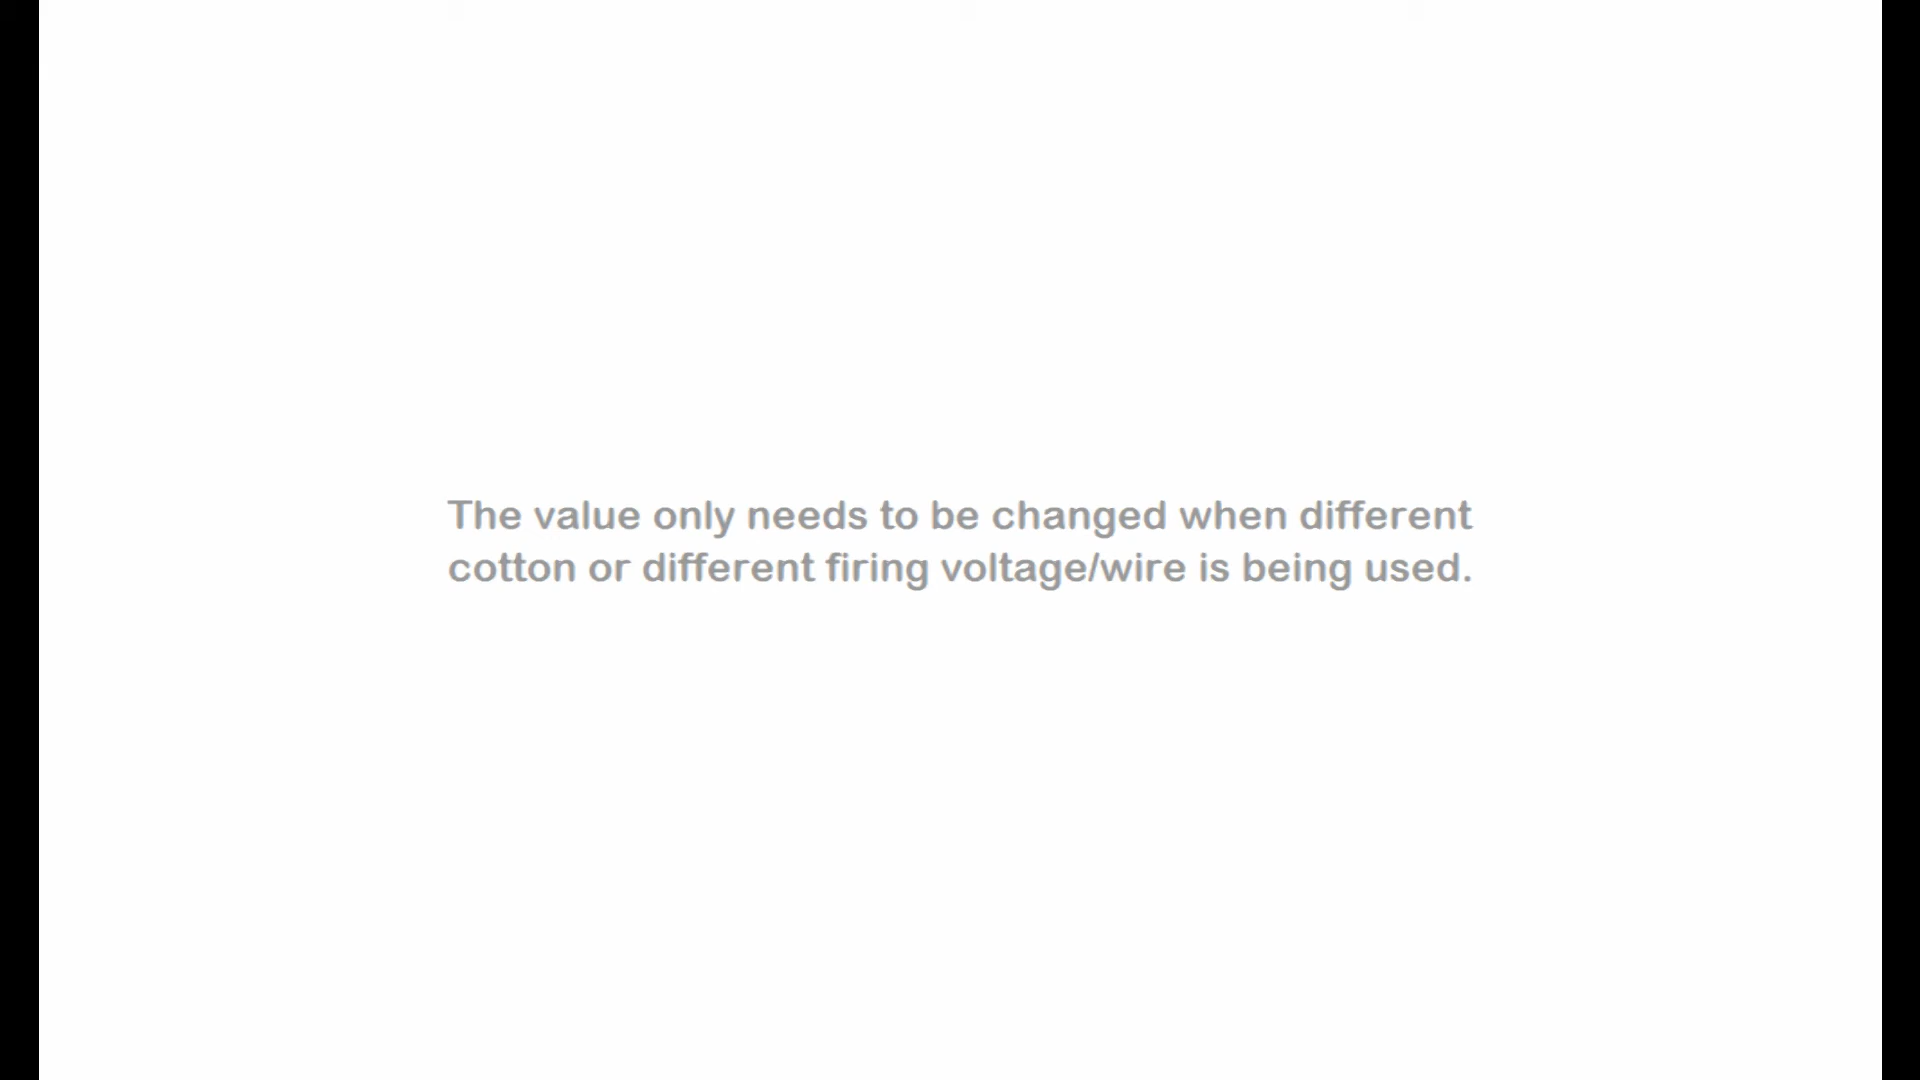 The value only needs to be changed when different
cotton or different firing voltage/wire is being used.